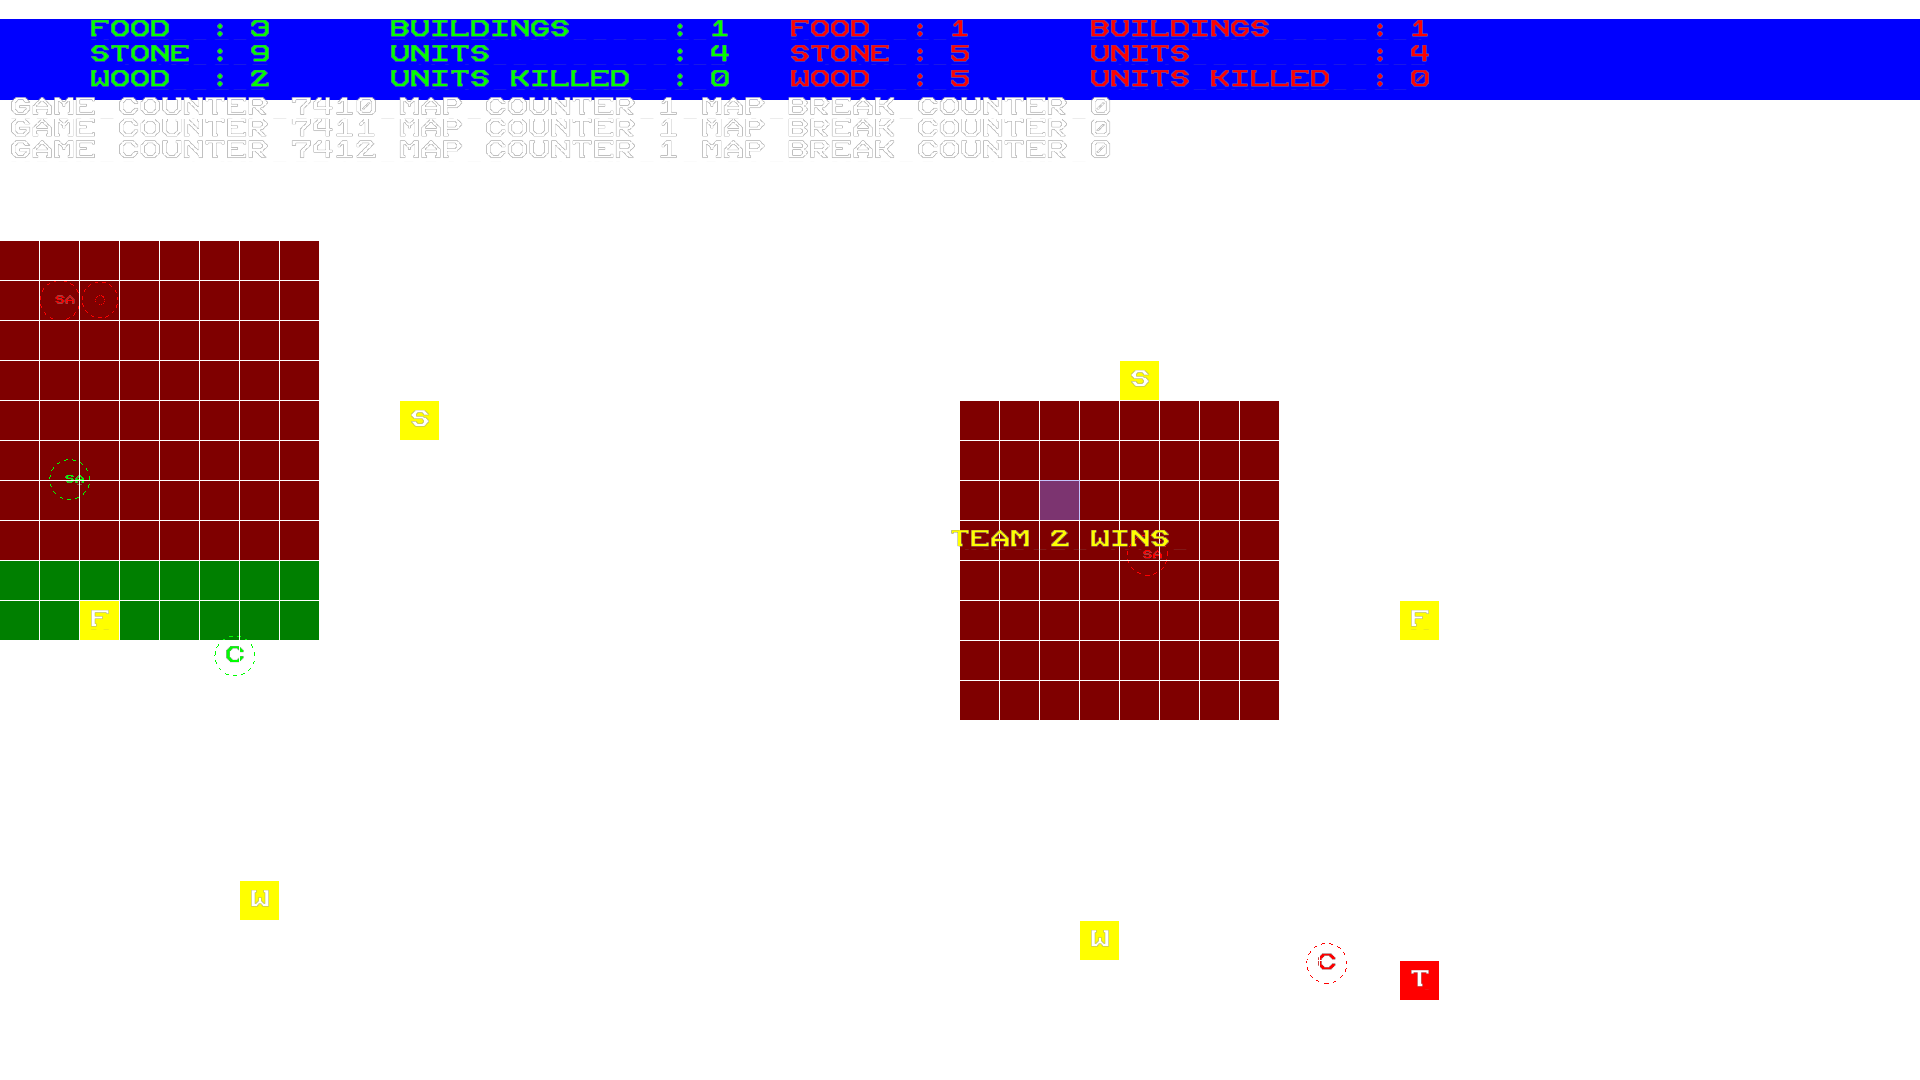 FOOD : 3 BUILDINGS : 1 FOOD : 1 BUILDINGS : 1
STONE : 9 UNITS : 4 STONE : 5 UNITS : 4
WOOD : 2 UNITS KILLED : 0 WOOD : 5 UNITS KILLED : 0
GAME COUNTER 7410 MAP COUNTER 1 MAP BREAK COUNTER 0
GAME COUNTER 7411 MAP COUNTER 1 MAP BREAK COUNTER 0
GAME COUNTER 7412 MAP COUNTER 1 MAP BREAK COUNTER 0
SA
S
S
SA
TEAM 2 WINS
SA
F
F
C
W
W
C
T